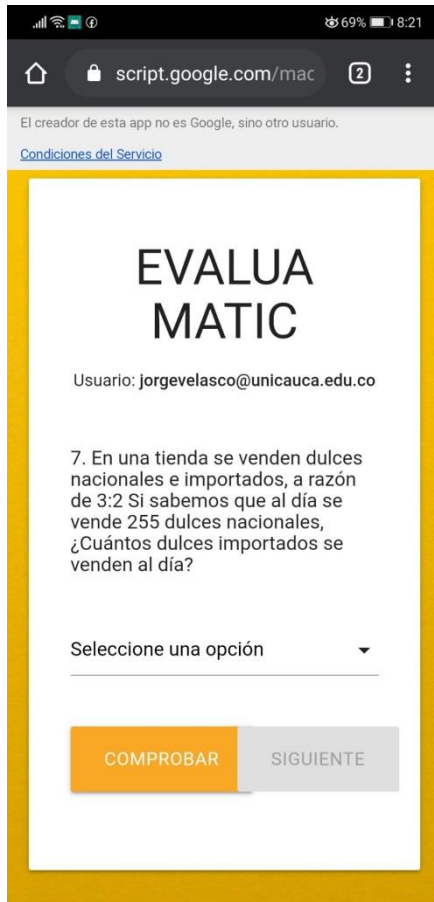 69% 8:21
script.google.com/mac 2
El creador de esta app no es Google, sino otro usuario.
Condiciones del Servicio
EVALUA
MATIC
Usuario: jorgevelasco@unicauca.edu.co
7. En una tienda se venden dulces
nacionales e importados, a razón
de 3:2 Si sabemos que al día se
vende 255 dulces nacionales,
¿Cuántos dulces importados se
venden al día?
Seleccione una opción
COMPROBAR SIGUIENTE